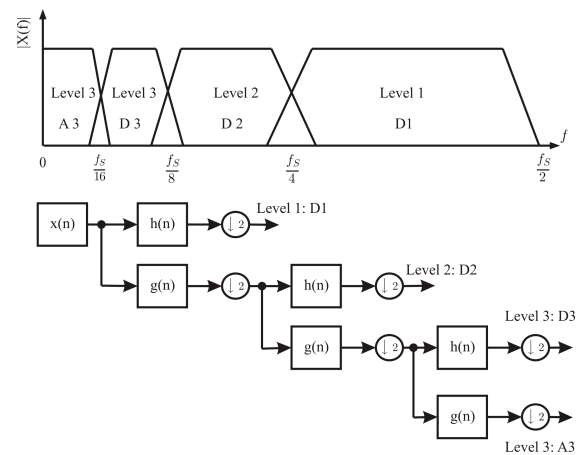 |X(f)|
Level 3 Level 3 Level 2 Level 1
A 3 D 3 D 2 D1
f
0 f_S/16 f_S/8 f_S/4 f_S/2
Level 1: D1
x(n) h(n) ↓ 2
Level 2: D2
g(n) ↓ 2 h(n) ↓ 2
Level 3: D3
g(n) ↓ 2 h(n) ↓ 2
g(n) ↓ 2
Level 3: A3